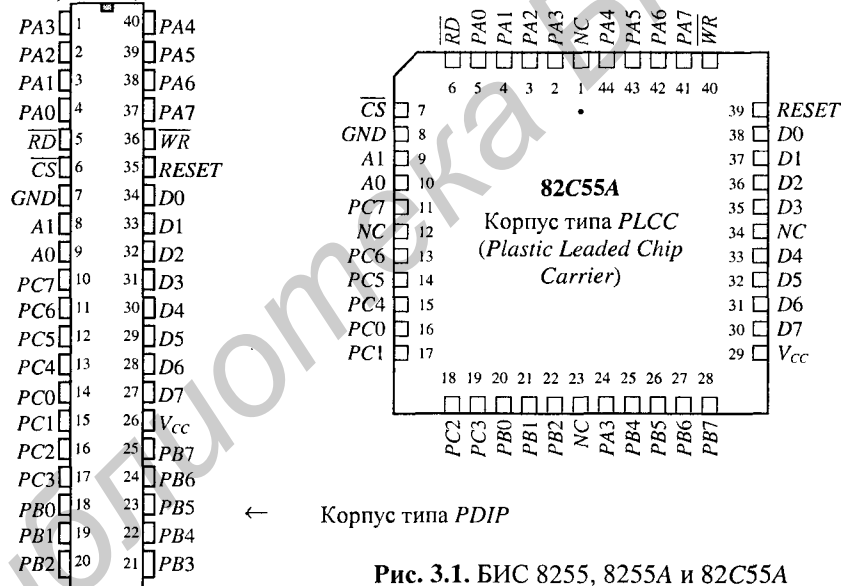 PA3 1 40 PA4
PA2 2 39 PA5
PA1 3 38 PA6
PA0 4 37 PA7
RD 5 36 WR
CS 6 35 RESET
GND 7 34 D0
A1 8 33 D1
A0 9 32 D2
PC7 10 31 D3
PC6 11 30 D4
PC5 12 29 D5
PC4 13 28 D6
PC0 14 27 D7
PC1 15 26 VCC
PC2 16 25 PB7
PC3 17 24 PB6
PB0 18 23 PB5
PB1 19 22 PB4
PB2 20 21 PB3
RD PA0 PA1 PA2 PA3 NC PA4 PA5 PA6 PA7 WR
6 5 4 3 2 1 44 43 42 41 40
CS 7 39 RESET
GND 8 38 D0
A1 9 37 D1
A0 10 36 D2
PC7 11 35 D3
NC 12 34 NC
PC6 13 33 D4
PC5 14 32 D5
PC4 15 31 D6
PC0 16 30 D7
PC1 17 29 VCC
82C55A
Корпус типа PLCC
(Plastic Leaded Chip
Carrier)
18 19 20 21 22 23 24 25 26 27 28
PC2 PC3 PB0 PB1 PB2 NC PA3 PB4 PB5 PB6 PB7
← Корпус типа PDIP
Рис. 3.1. БИС 8255, 8255A и 82C55A